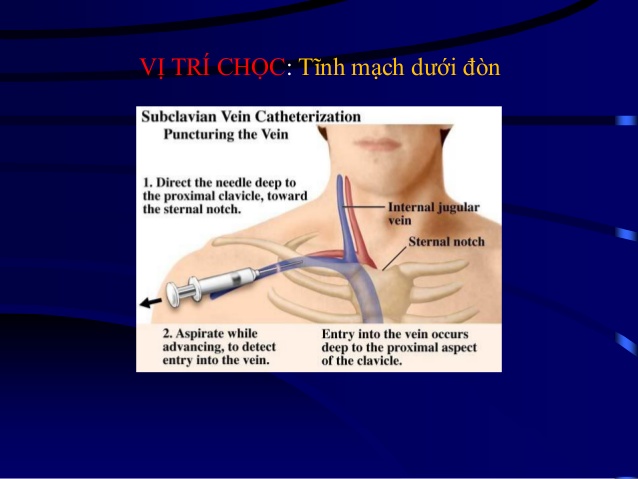 VỊ TRÍ CHỌC: Tĩnh mạch dưới đòn
Subclavian Vein Catheterization
Puncturing the Vein
1. Direct the needle deep to
the proximal clavicle, toward
the sternal notch.
Internal jugular
vein
Sternal notch
2. Aspirate while
advancing, to detect
entry into the vein.
Entry into the vein occurs
deep to the proximal aspect
of the clavicle.